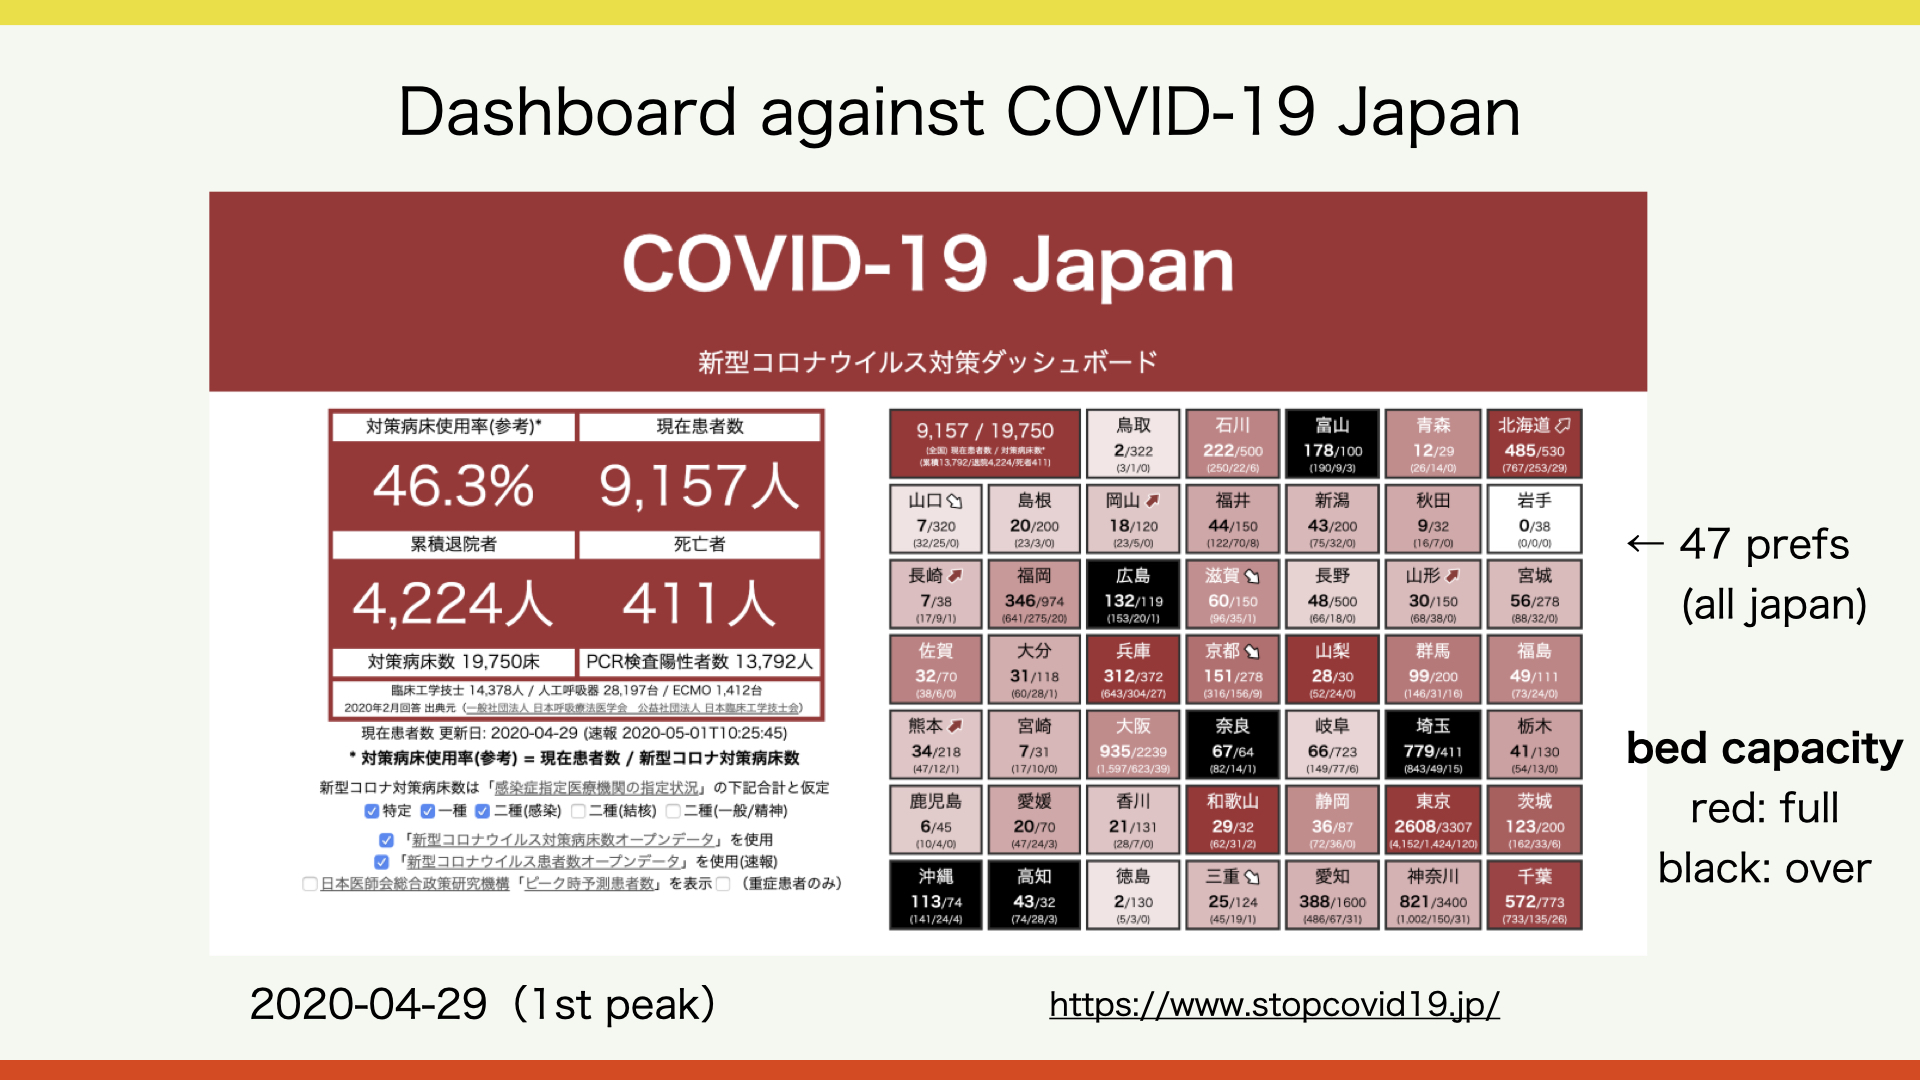 Dashboard against COVID-19 Japan
COVID-19 Japan
新型コロナウイルス対策ダッシュボード
対策病床使用率(参考)*
現在患者数
46.3%
9,157人
累積退院者
死亡者
4,224人
411人
対策病床数 19,750床
PCR検査陽性者数 13,792人
臨床工学技士 14,378人 / 人工呼吸器 28,197台 / ECMO 1,412台
2020年2月回答 出典元（一般社団法人 日本呼吸療法医学会　公益社団法人 日本臨床工学技士会）
現在患者数 更新日: 2020-04-29 (速報 2020-05-01T10:25:45)
* 対策病床使用率(参考) = 現在患者数 / 新型コロナ対策病床数
新型コロナ対策病床数は「感染症指定医療機関の指定状況」の下記合計と仮定
特定 一種 二種(感染) 二種(結核) 二種(一般/精神)
「新型コロナウイルス対策病床数オープンデータ」を使用
「新型コロナウイルス患者数オープンデータ」を使用(速報)
日本医師会総合政策研究機構「ピーク時予測患者数」を表示 （重症患者のみ）
9,157 / 19,750
(全国) 現在患者数 / 対策病床数*
(累積13,792/退院4,224/死者411)
鳥取
2/322
(3/1/0)
石川
222/500
(250/22/6)
富山
178/100
(190/9/3)
青森
12/29
(26/14/0)
北海道
485/530
(767/253/29)
山口
7/320
(32/25/0)
島根
20/200
(23/3/0)
岡山
18/120
(23/5/0)
福井
44/150
(122/70/8)
新潟
43/200
(75/32/0)
秋田
9/32
(16/7/0)
岩手
0/38
(0/0/0)
長崎
7/38
(17/9/1)
福岡
346/974
(641/275/20)
広島
132/119
(153/20/1)
滋賀
60/150
(96/35/1)
長野
48/500
(66/18/0)
山形
30/150
(68/38/0)
宮城
56/278
(88/32/0)
佐賀
32/70
(38/6/0)
大分
31/118
(60/28/1)
兵庫
312/372
(643/304/27)
京都
151/278
(316/156/9)
山梨
28/30
(52/24/0)
群馬
99/200
(146/31/16)
福島
49/111
(73/24/0)
熊本
34/218
(47/12/1)
宮崎
7/31
(17/10/0)
大阪
935/2239
(1,597/623/39)
奈良
67/64
(82/14/1)
岐阜
66/723
(149/77/6)
埼玉
779/411
(843/49/15)
栃木
41/130
(54/13/0)
鹿児島
6/45
(10/4/0)
愛媛
20/70
(47/24/3)
香川
21/131
(28/7/0)
和歌山
29/32
(62/31/2)
静岡
36/87
(72/36/0)
東京
2608/3307
(4,152/1,424/120)
茨城
123/200
(162/33/6)
沖縄
113/74
(141/24/4)
高知
43/32
(74/28/3)
徳島
2/130
(5/3/0)
三重
25/124
(45/19/1)
愛知
388/1600
(486/67/31)
神奈川
821/3400
(1,002/150/31)
千葉
572/773
(733/135/26)
← 47 prefs
(all japan)
bed capacity
red: full
black: over
2020-04-29（1st peak）
https://www.stopcovid19.jp/